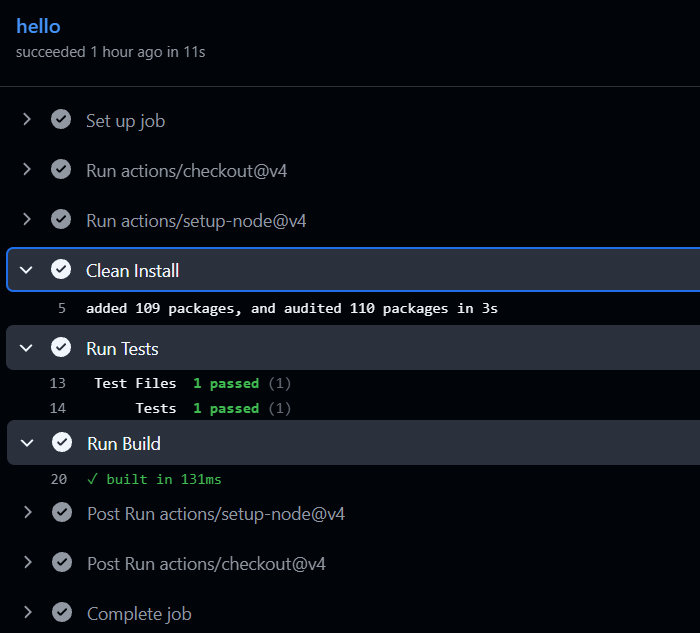 hello
succeeded 1 hour ago in 11s
Set up job
Run actions/checkout@v4
Run actions/setup-node@v4
Clean Install
5 added 109 packages, and audited 110 packages in 3s
Run Tests
13 Test Files 1 passed (1)
14 Tests 1 passed (1)
Run Build
20 ✓ built in 131ms
Post Run actions/setup-node@v4
Post Run actions/checkout@v4
Complete job